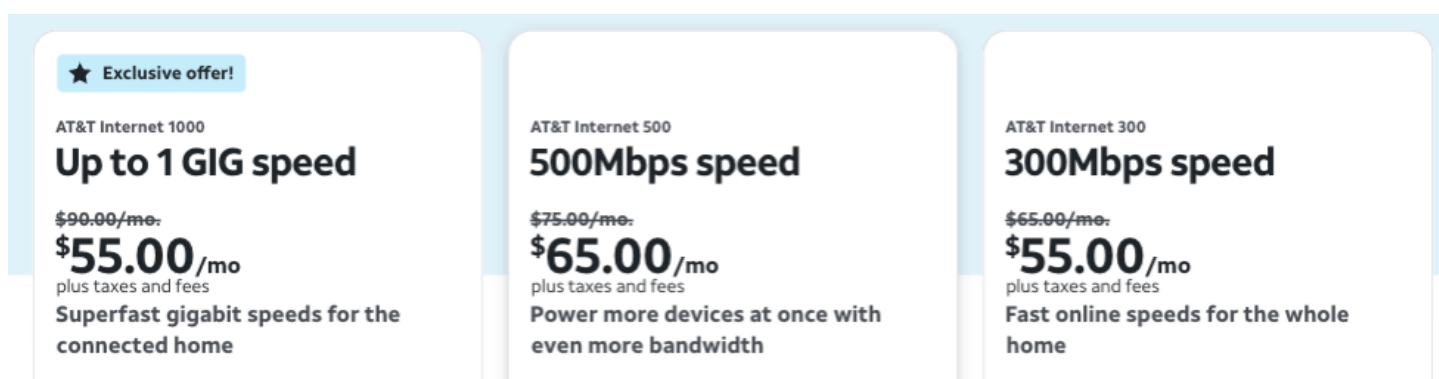 Exclusive offer!
AT&T Internet 1000
Up to 1 GIG speed
$90.00/mo.
$55.00/mo
plus taxes and fees
Superfast gigabit speeds for the
connected home
AT&T Internet 500
500Mbps speed
$75.00/mo.
$65.00/mo
plus taxes and fees
Power more devices at once with
even more bandwidth
AT&T Internet 300
300Mbps speed
$65.00/mo.
$55.00/mo
plus taxes and fees
Fast online speeds for the whole
home